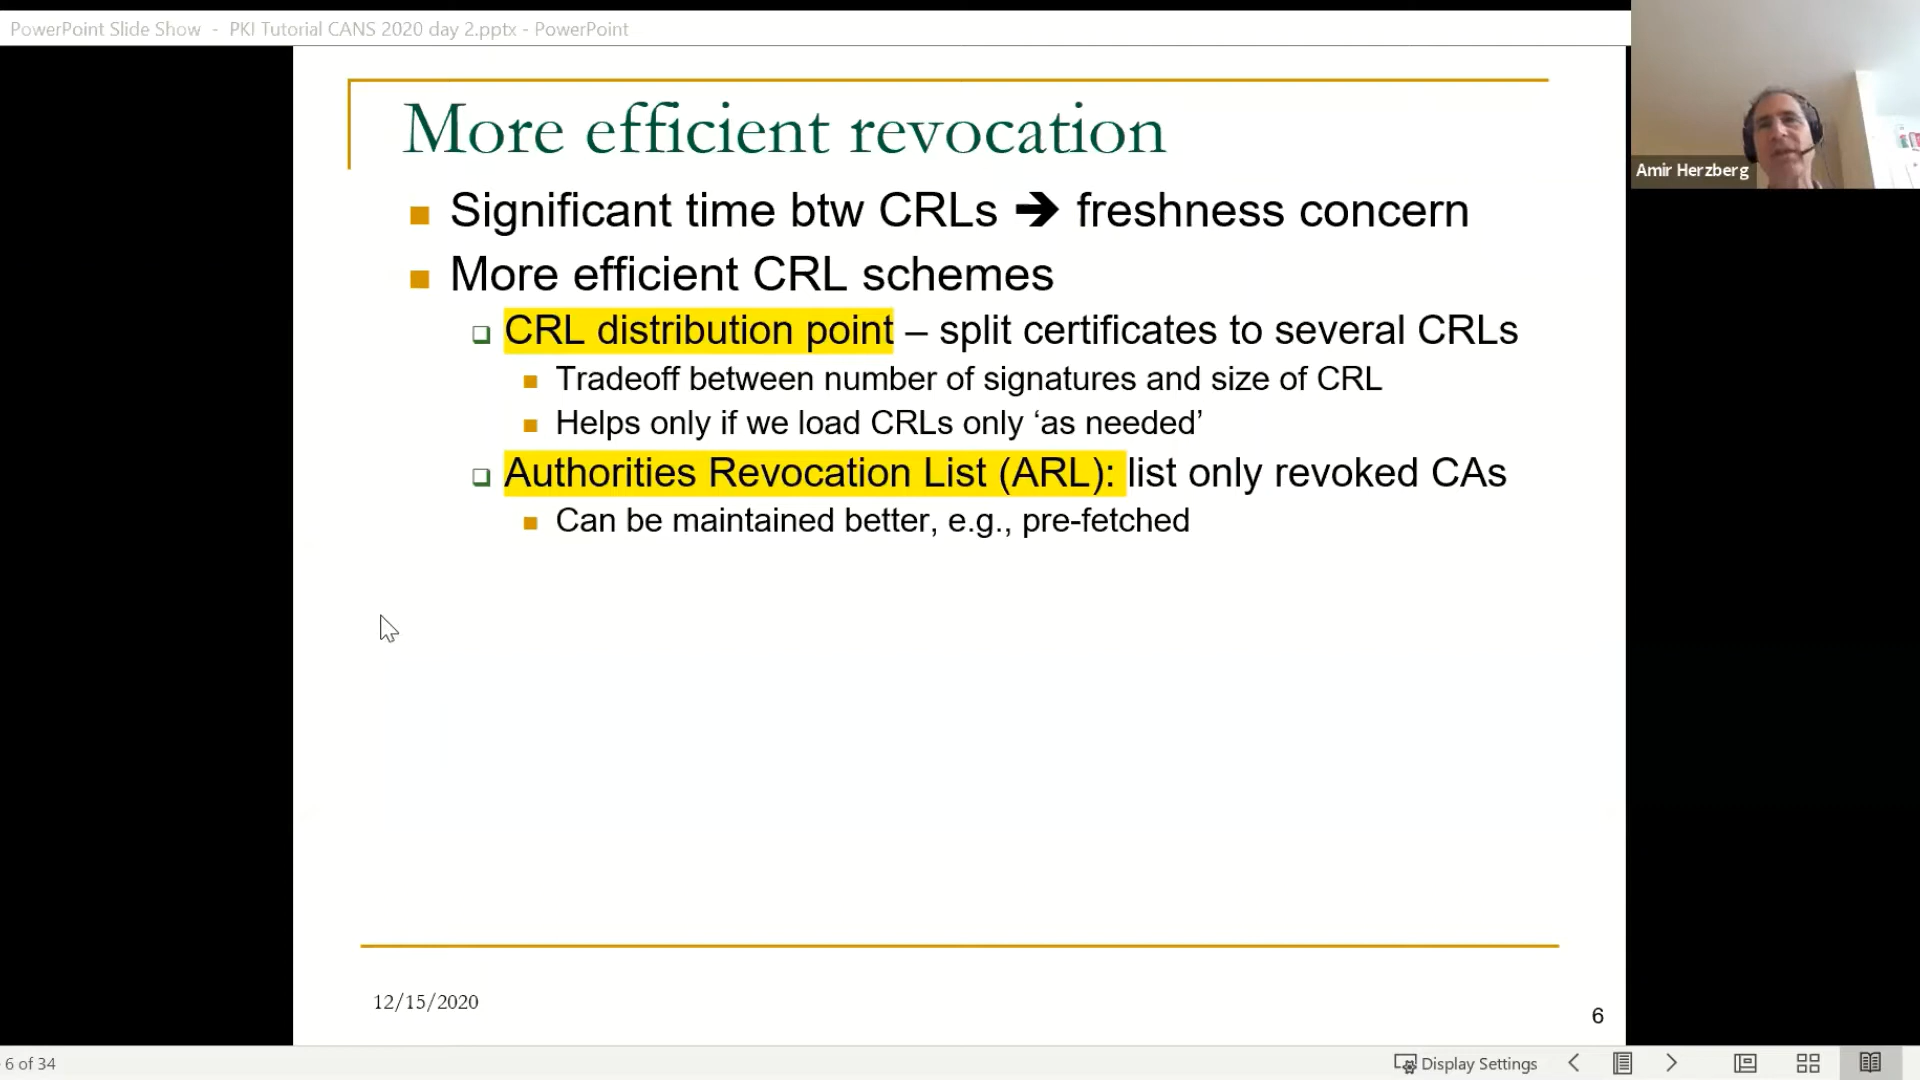 PowerPoint Slide Show - PKI Tutorial CANS 2020 day 2.pptx - PowerPoint
Amir Herzberg
More efficient revocation
Significant time btw CRLs ➔ freshness concern
More efficient CRL schemes
CRL distribution point – split certificates to several CRLs
Tradeoff between number of signatures and size of CRL
Helps only if we load CRLs only ‘as needed’
Authorities Revocation List (ARL): list only revoked CAs
Can be maintained better, e.g., pre-fetched
12/15/2020
6
6 of 34
Display Settings